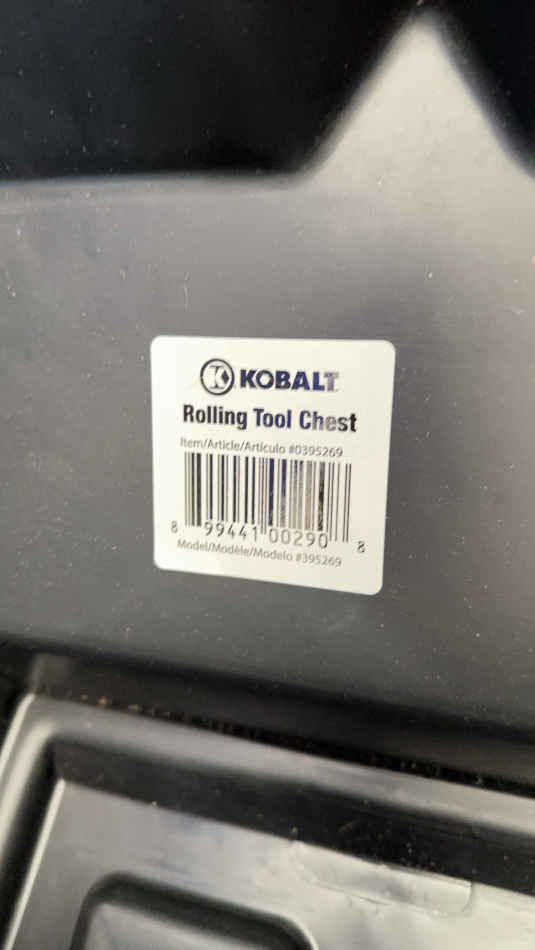 KOBALT
Rolling Tool Chest
Item/Article/Artículo #0395269
8 99441 00290 8
Model/Modèle/Modelo #395269